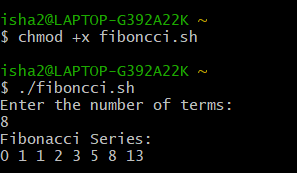 isha2@LAPTOP-G392A22K ~
$ chmod +x fiboncci.sh
isha2@LAPTOP-G392A22K ~
$ ./fiboncci.sh
Enter the number of terms:
8
Fibonacci Series:
0 1 1 2 3 5 8 13